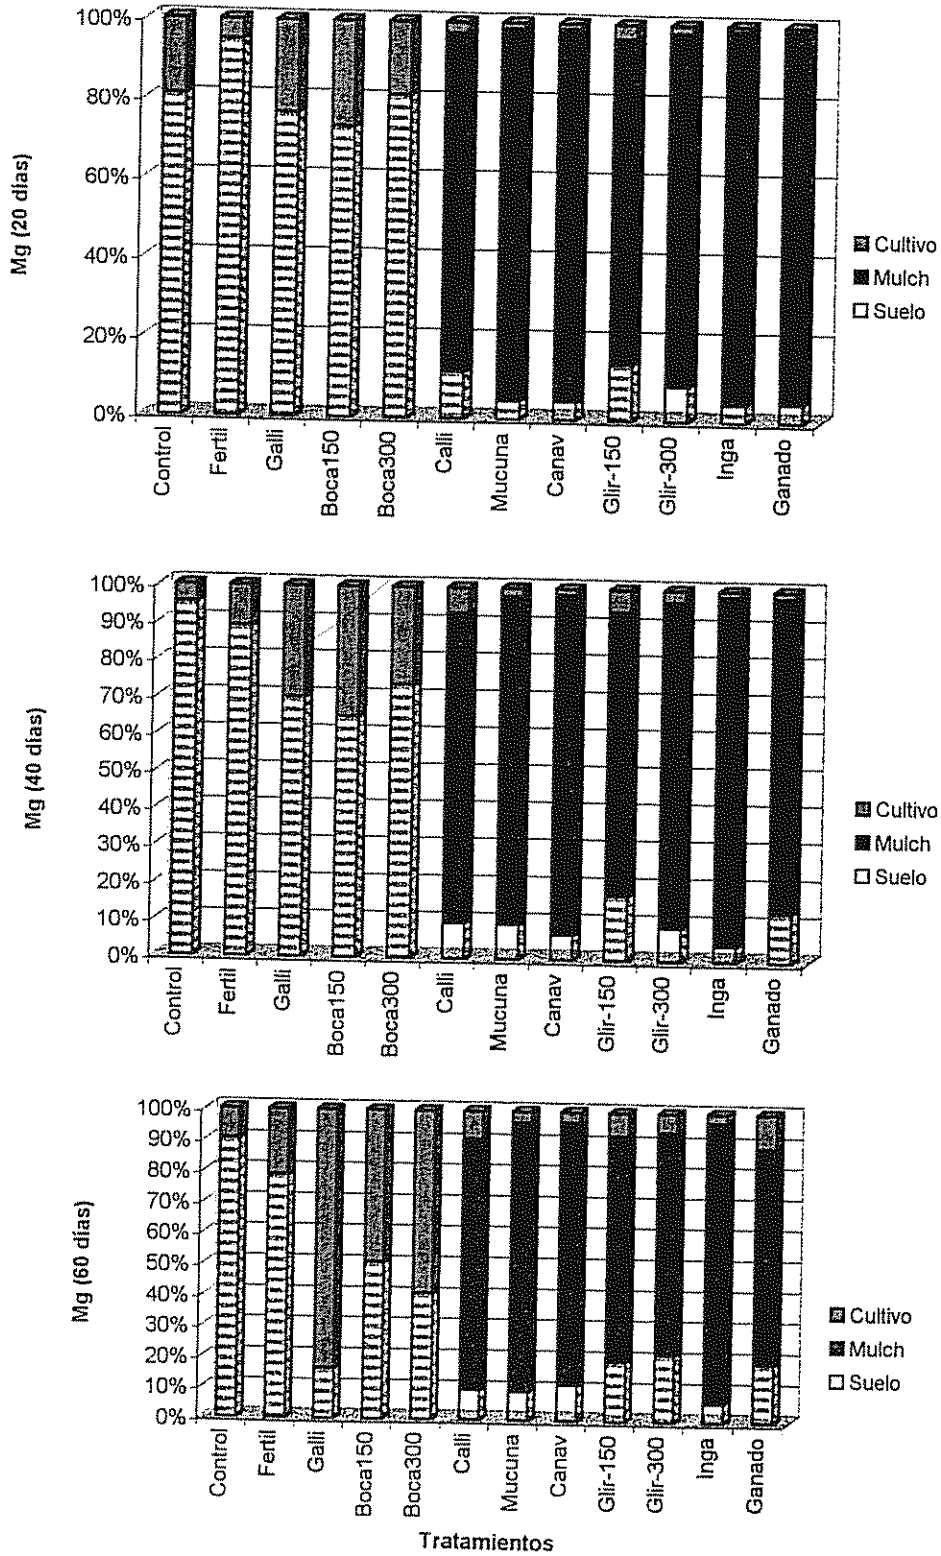 100%
80%
60%
40%
20%
0%
Mg (20 días)
Control
Fertil
Galli
Boca150
Boca300
Calli
Mucuna
Canav
Glir-150
Glir-300
Inga
Ganado
Cultivo
Mulch
Suelo
100%
90%
80%
70%
60%
50%
40%
30%
20%
10%
0%
Mg (40 días)
Control
Fertil
Galli
Boca150
Boca300
Calli
Mucuna
Canav
Glir-150
Glir-300
Inga
Ganado
Cultivo
Mulch
Suelo
100%
90%
80%
70%
60%
50%
40%
30%
20%
10%
0%
Mg (60 días)
Control
Fertil
Galli
Boca150
Boca300
Calli
Mucuna
Canav
Glir-150
Glir-300
Inga
Ganado
Cultivo
Mulch
Suelo
Tratamientos